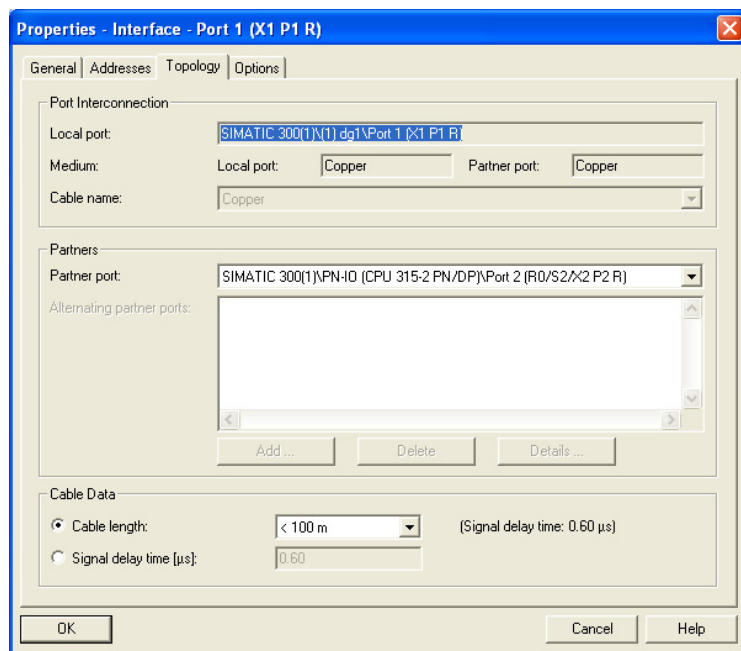 Properties - Interface - Port 1 (X1 P1 R)
General Addresses Topology Options
Port Interconnection
Local port: SIMATIC 300(1)\(1) dg1\Port 1 (X1 P1 R)
Medium: Local port: Copper Partner port: Copper
Cable name: Copper
Partners
Partner port: SIMATIC 300(1)\PN-IO (CPU 315-2 PN/DP)\Port 2 (R0/S2/X2 P2 R)
Alternating partner ports:
Add ... Delete Details ...
Cable Data
Cable length: < 100 m (Signal delay time: 0.60 µs)
Signal delay time [µs]: 0.60
OK Cancel Help